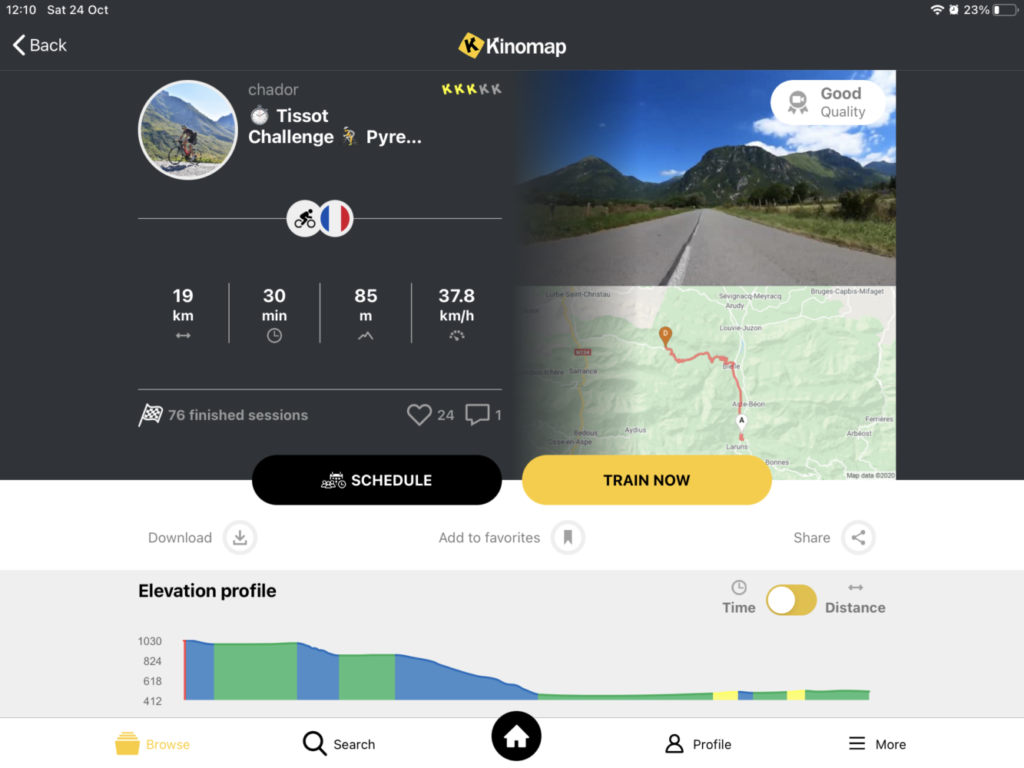 12:10 Sat 24 Oct
23%
Back
Kinomap
chador
KKKKK
Tissot
Challenge Pyre...
Good
Quality
19
km
30
min
85
m
37.8
km/h
76 finished sessions
24
1
Lurbe-Saint-Christau
Sévignacq-Meyracq
Bruges-Capbis-Mifaget
Arudy
Louvie-Juzon
D
Sarrance
Bielle
Aste-Béon
A
Ferrières
Arbéost
Bedous
Aydius
Laruns
Osse-en-Aspe
Bonnes
Map data ©2020
SCHEDULE
TRAIN NOW
Download
Add to favorites
Share
Elevation profile
Time
Distance
1030
824
618
412
Browse
Search
Profile
More